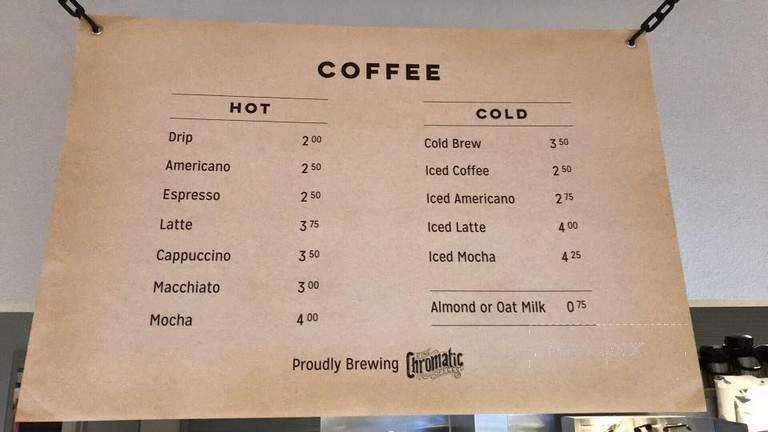 COFFEE
HOT
Drip 2 00
Americano 2 50
Espresso 2 50
Latte 3 75
Cappuccino 3 50
Macchiato 3 00
Mocha 4 00
COLD
Cold Brew 3 50
Iced Coffee 2 50
Iced Americano 2 75
Iced Latte 4 00
Iced Mocha 4 25
Almond or Oat Milk 0 75
Proudly Brewing Chromatic